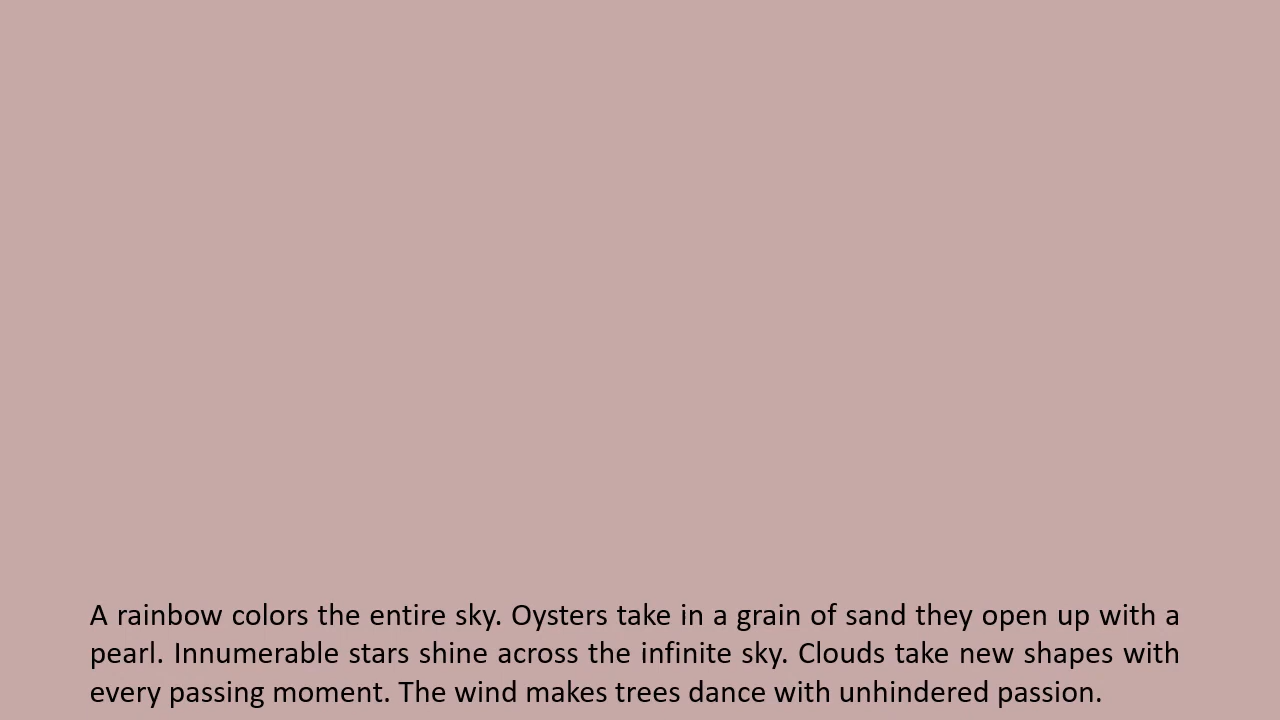 A rainbow colors the entire sky. Oysters take in a grain of sand they open up with a
pearl. Innumerable stars shine across the infinite sky. Clouds take new shapes with
every passing moment. The wind makes trees dance with unhindered passion.